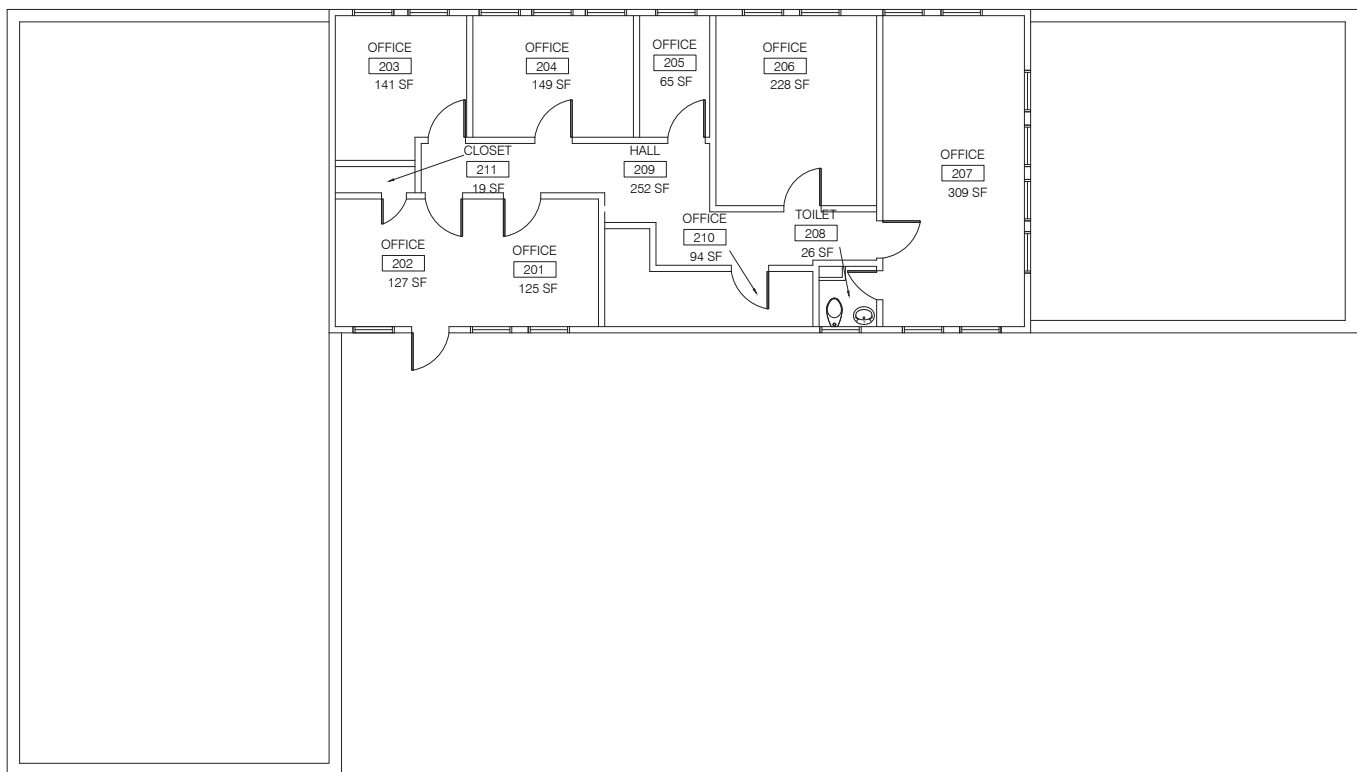 OFFICE
203
141 SF
OFFICE
204
149 SF
OFFICE
205
65 SF
OFFICE
206
228 SF
OFFICE
207
309 SF
CLOSET
211
19 SF
HALL
209
252 SF
OFFICE
210
94 SF
TOILET
208
26 SF
OFFICE
202
127 SF
OFFICE
201
125 SF